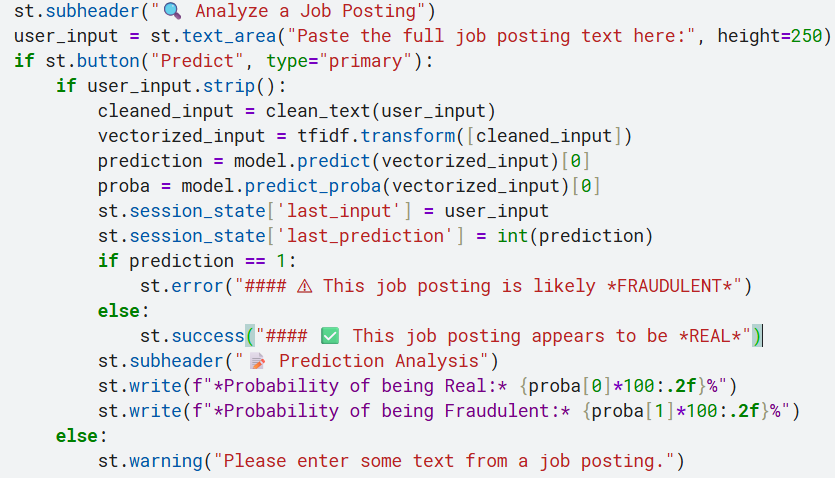 st.subheader("🔍 Analyze a Job Posting")
user_input = st.text_area("Paste the full job posting text here:", height=250)
if st.button("Predict", type="primary"):
    if user_input.strip():
        cleaned_input = clean_text(user_input)
        vectorized_input = tfidf.transform([cleaned_input])
        prediction = model.predict(vectorized_input)[0]
        proba = model.predict_proba(vectorized_input)[0]
        st.session_state['last_input'] = user_input
        st.session_state['last_prediction'] = int(prediction)
        if prediction == 1:
            st.error("#### ⚠ This job posting is likely *FRAUDULENT*")
        else:
            st.success("#### ✅ This job posting appears to be *REAL*")
        st.subheader("📝 Prediction Analysis")
        st.write(f"*Probability of being Real:* {proba[0]*100:.2f}%")
        st.write(f"*Probability of being Fraudulent:* {proba[1]*100:.2f}%")
    else:
        st.warning("Please enter some text from a job posting.")